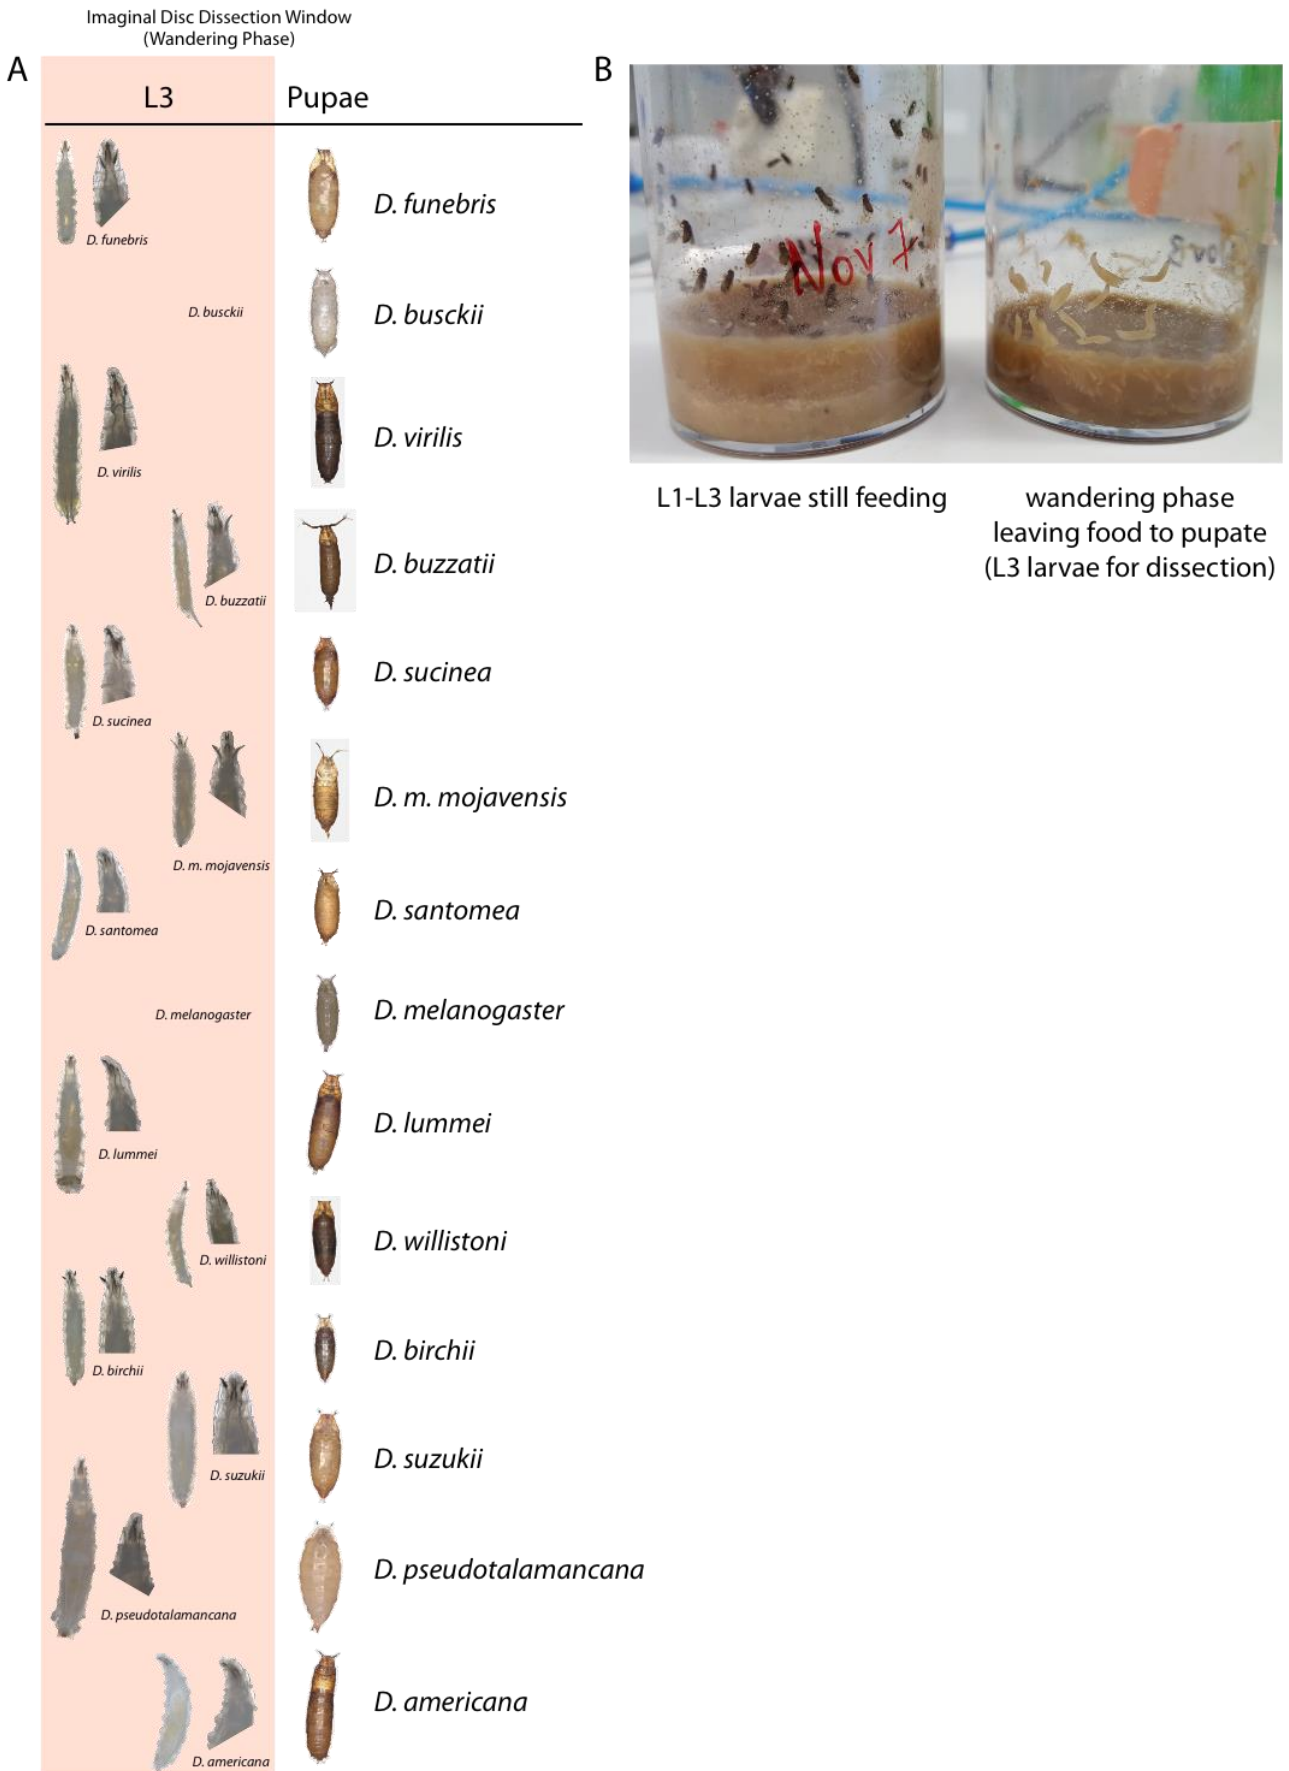 Imaginal Disc Dissection Window
(Wandering Phase)
A
L3
Pupae
D. funebris
D. funebris
D. busckii
D. busckii
D. virilis
D. virilis
D. buzzatii
D. buzzatii
D. sucinea
D. sucinea
D. m. mojavensis
D. m. mojavensis
D. santomea
D. santomea
D. melanogaster
D. melanogaster
D. lummei
D. lummei
D. willistoni
D. willistoni
D. birchii
D. birchii
D. suzukii
D. suzukii
D. pseudotalamancana
D. pseudotalamancana
D. americana
D. americana
B
Nov 7
L1-L3 larvae still feeding
wandering phase
leaving food to pupate
(L3 larvae for dissection)